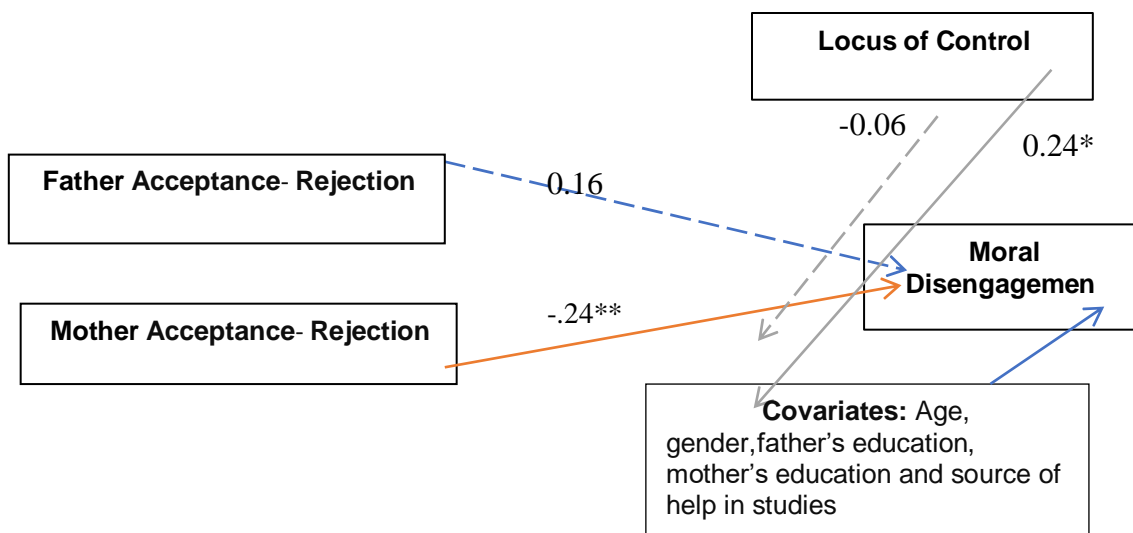 Locus of Control
-0.06
0.24*
Father Acceptance- Rejection
0.16
Moral
Disengagemen
Mother Acceptance- Rejection
-.24**
Covariates: Age,
gender,father’s education,
mother’s education and source of
help in studies